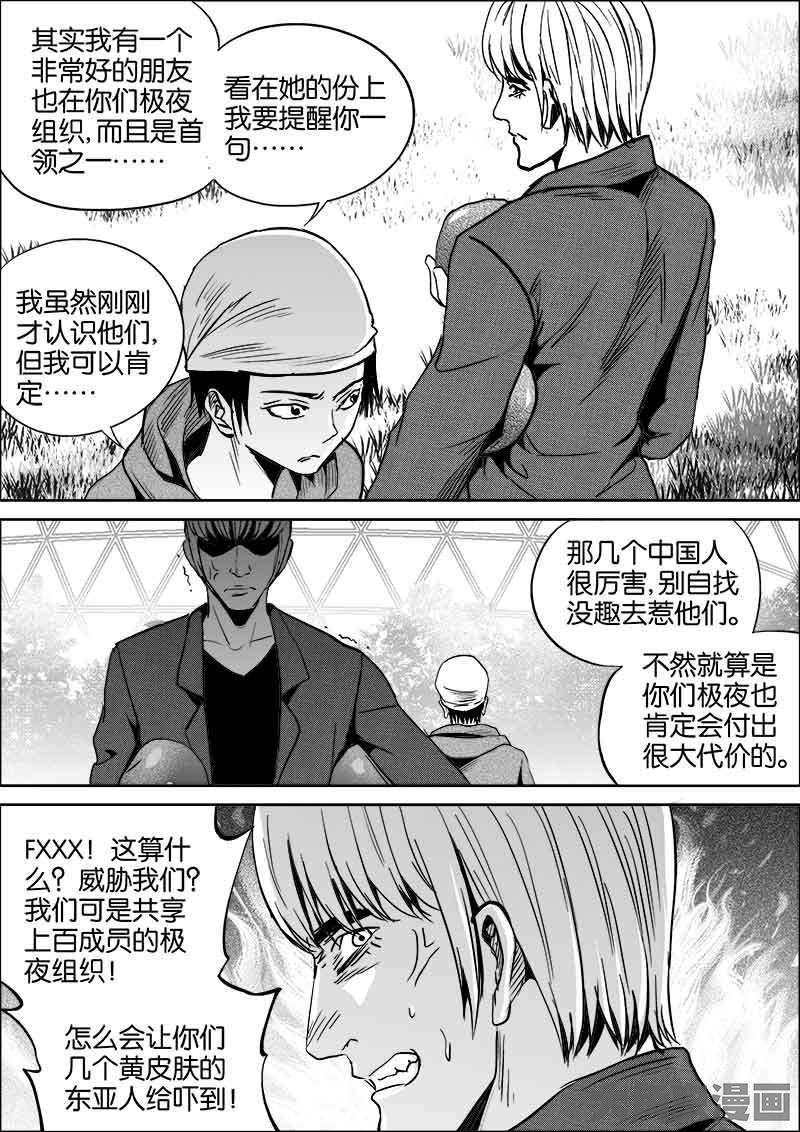 其实我有一个
非常好的朋友
也在你们极夜
组织，而且是首
领之一……
看在她的份上
我要提醒你一
句……
我虽然刚刚
才认识他们，
但我可以肯
定……
那几个中国人
很厉害，别自找
没趣去惹他们。
不然就算是
你们极夜也
肯定会付出
很大代价的。
FXXX！这算什
么？威胁我们？
我们可是共享
上百成员的极
夜组织！
怎么会让你们
几个黄皮肤的
东亚人给吓到！
漫画